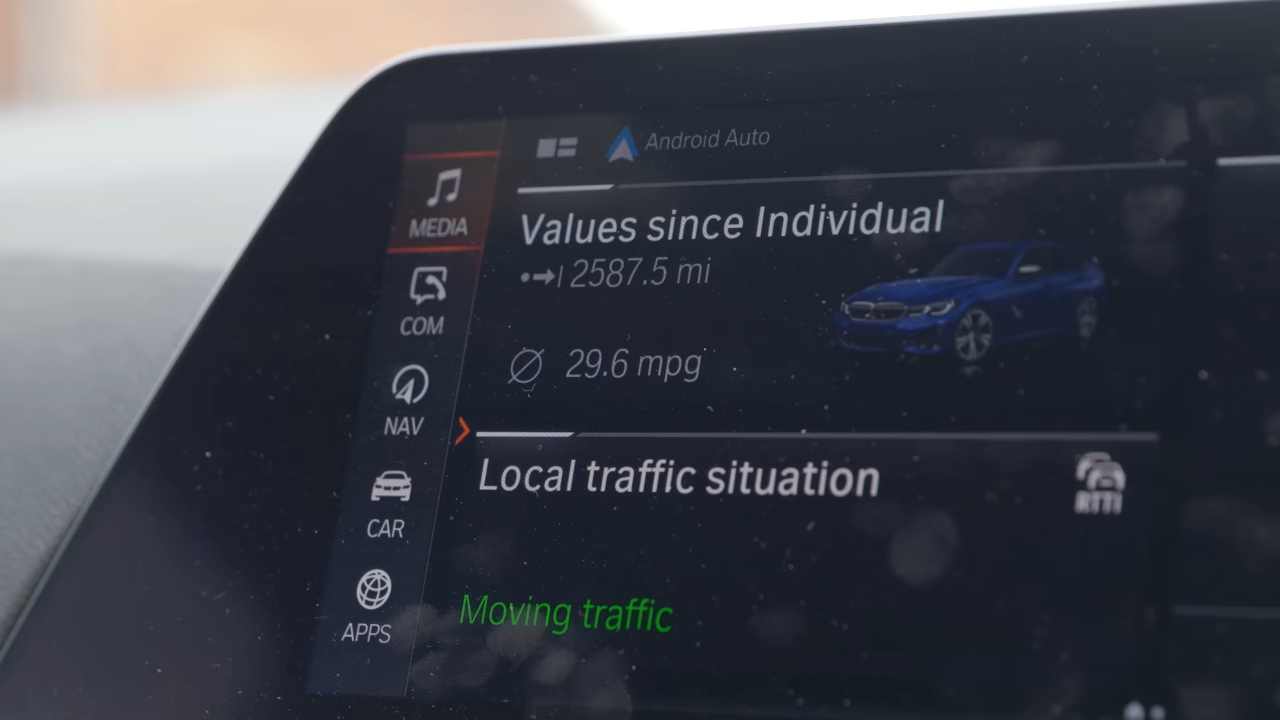 Android Auto
MEDIA
Values since Individual
2587.5 mi
COM
29.6 mpg
NAV
Local traffic situation
RTTI
CAR
Moving traffic
APPS